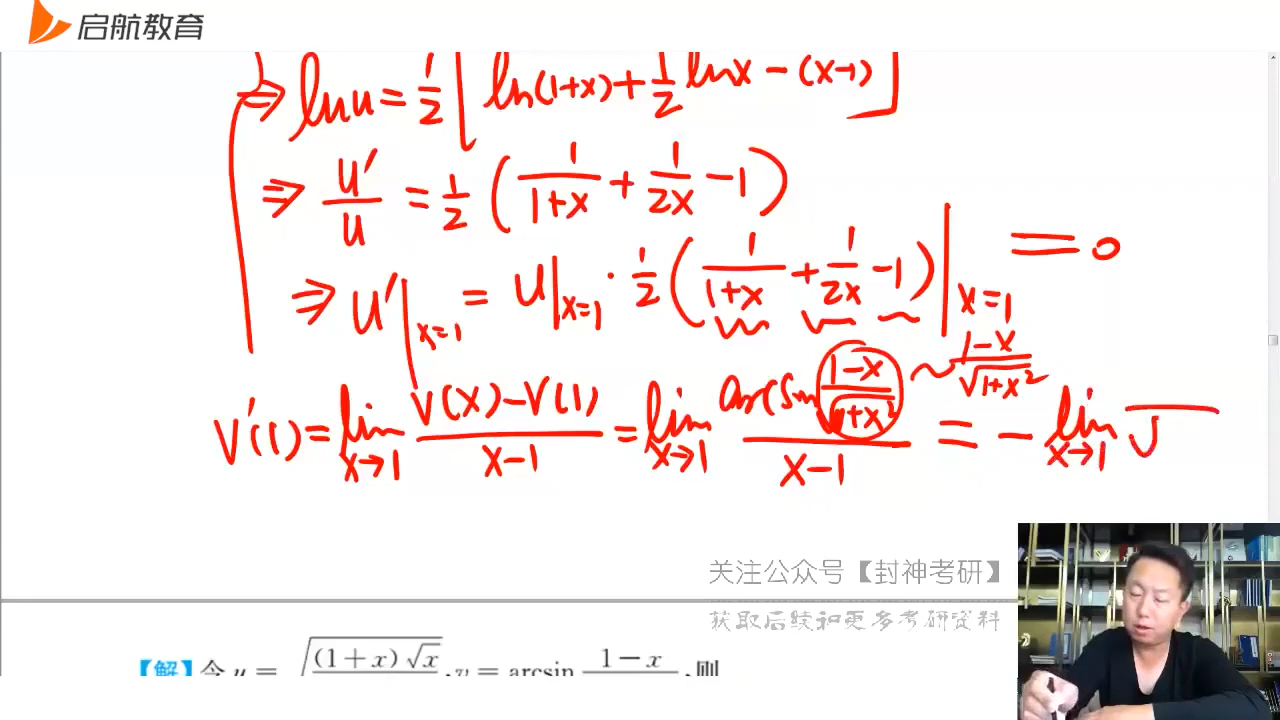 启航教育
⇒ ln u = 1/2 [ ln(1+x) + 1/2 ln x − (x−1) ]
⇒ u′/u = 1/2 ( 1/(1+x) + 1/(2x) − 1 )
⇒ u′|x=1 = u|x=1 · 1/2 ( 1/(1+x) + 1/(2x) − 1 )|x=1 = 0
v′(1) = lim x→1 (v(x)−v(1))/(x−1) = lim x→1 arcsin (1−x)/√(1+x²) / (x−1) = − lim x→1 √
~ (1−x)/√(1+x²)
关注公众号【封神考研】
获取后续和更多考研资料
【解】令 u = √((1+x)√x) , v = arcsin (1−x) , 则